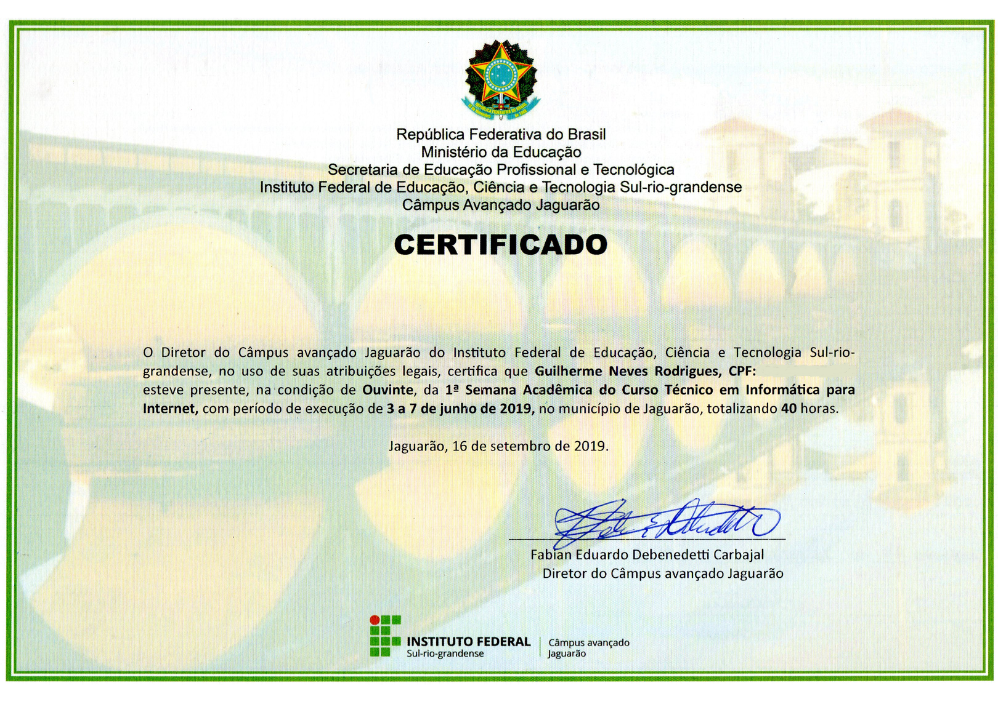 República Federativa do Brasil
Ministério da Educação
Secretaria de Educação Profissional e Tecnológica
Instituto Federal de Educação, Ciência e Tecnologia Sul-rio-grandense
Câmpus Avançado Jaguarão
CERTIFICADO
O Diretor do Câmpus avançado Jaguarão do Instituto Federal de Educação, Ciência e Tecnologia Sul-rio-
grandense, no uso de suas atribuições legais, certifica que Guilherme Neves Rodrigues, CPF:
esteve presente, na condição de Ouvinte, da 1ª Semana Acadêmica do Curso Técnico em Informática para
Internet, com período de execução de 3 a 7 de junho de 2019, no município de Jaguarão, totalizando 40 horas.
Jaguarão, 16 de setembro de 2019.
Fabian Eduardo Debenedetti Carbajal
Diretor do Câmpus avançado Jaguarão
INSTITUTO FEDERAL
Sul-rio-grandense
Câmpus avançado
Jaguarão